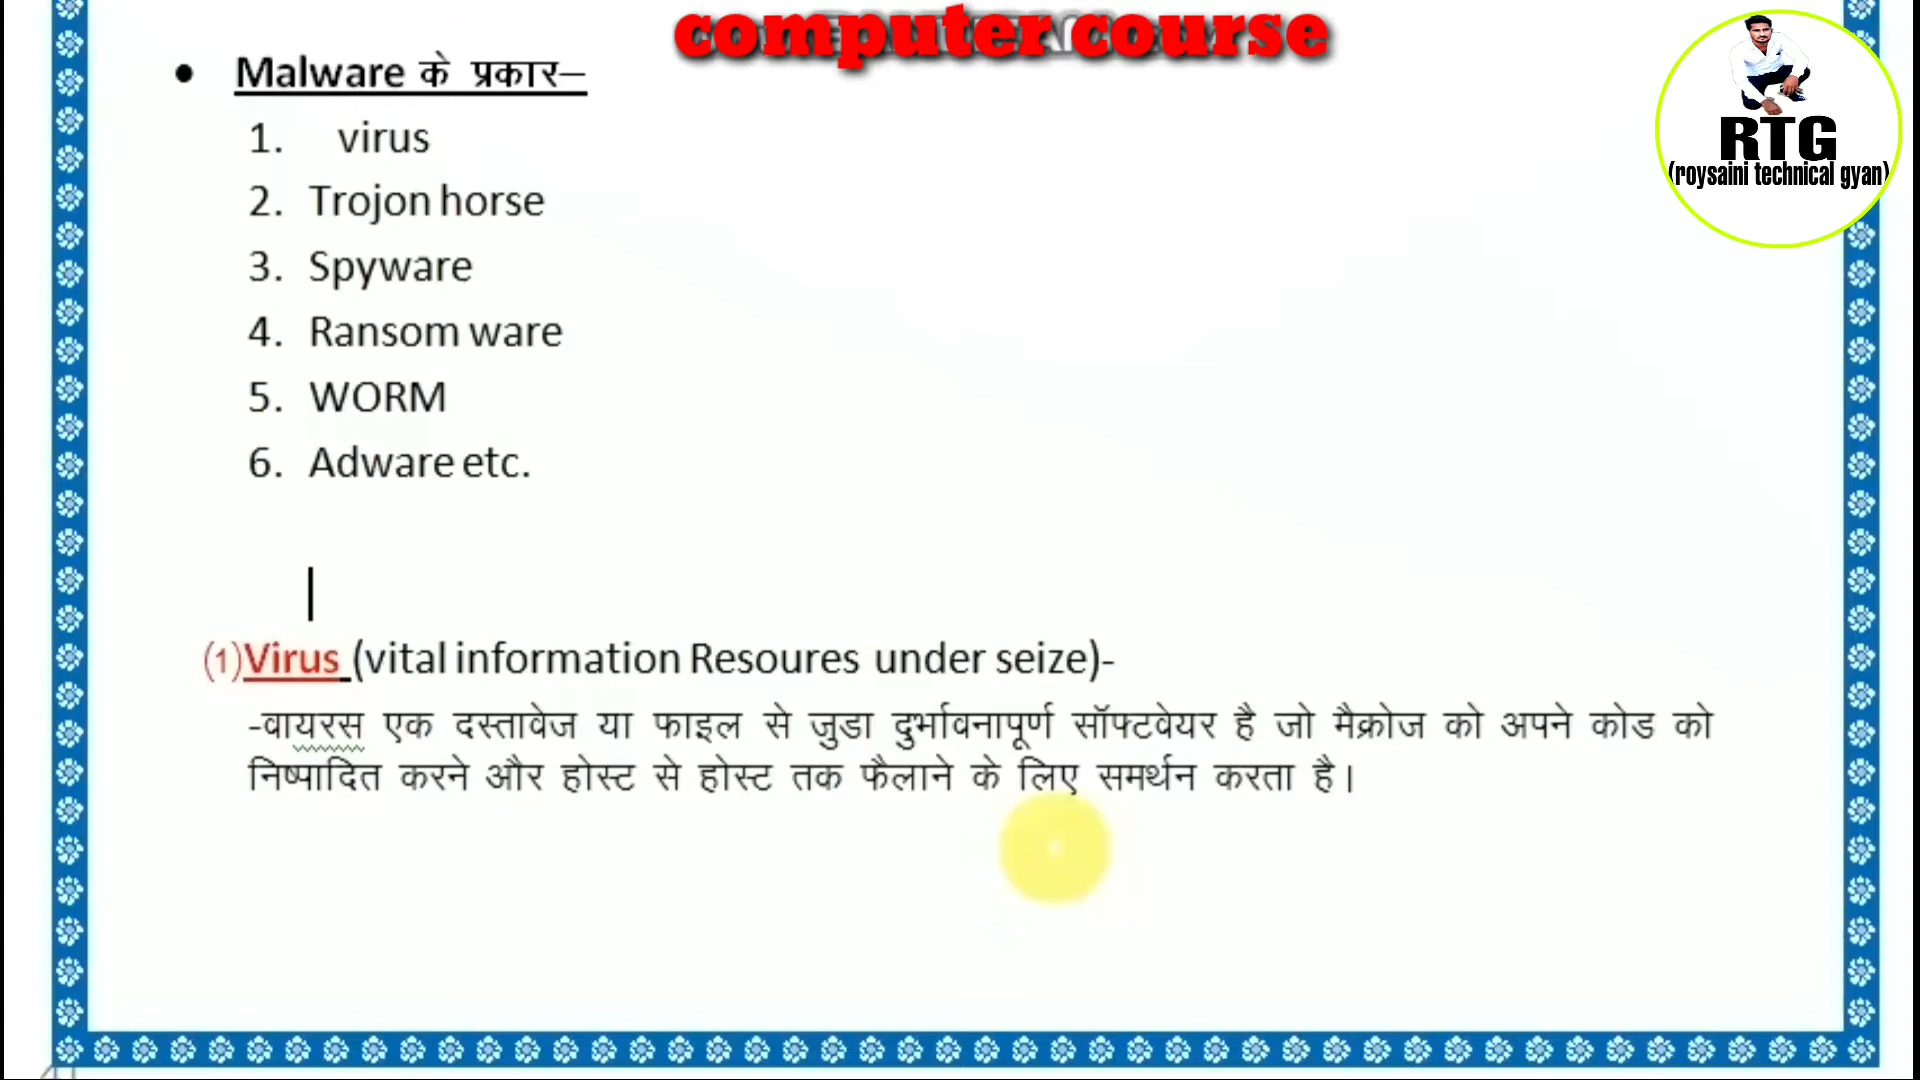 computer course
RTG
(roysaini technical gyan)
• Malware के प्रकार–
1. virus
2. Trojon horse
3. Spyware
4. Ransom ware
5. WORM
6. Adware etc.
(1)Virus (vital information Resoures under seize)-
-वायरस एक दस्तावेज या फाइल से जुडा दुर्भावनापूर्ण सॉफ्टवेयर है जो मैक्रोज को अपने कोड को
निष्पादित करने और होस्ट से होस्ट तक फैलाने के लिए समर्थन करता है।